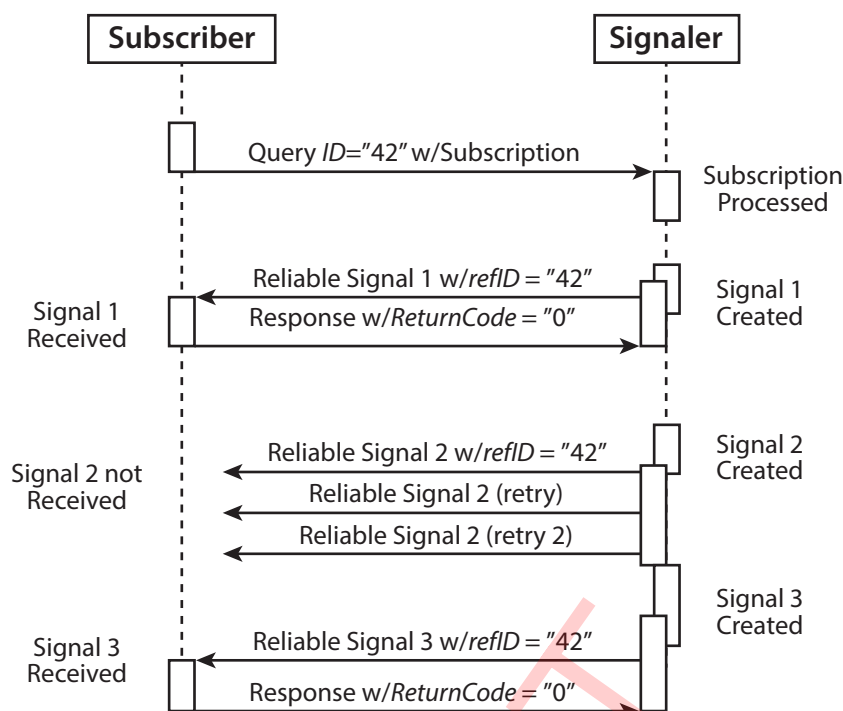 Subscriber
Signaler
Query ID=”42” w/Subscription
Subscription
Processed
Reliable Signal 1 w/refID = ”42”
Signal 1
Received
Response w/ReturnCode = ”0”
Signal 1
Created
Reliable Signal 2 w/refID = ”42”
Signal 2
Created
Signal 2 not
Received
Reliable Signal 2 (retry)
Reliable Signal 2 (retry 2)
Signal 3
Created
Signal 3
Received
Reliable Signal 3 w/refID = ”42”
Response w/ReturnCode = ”0”